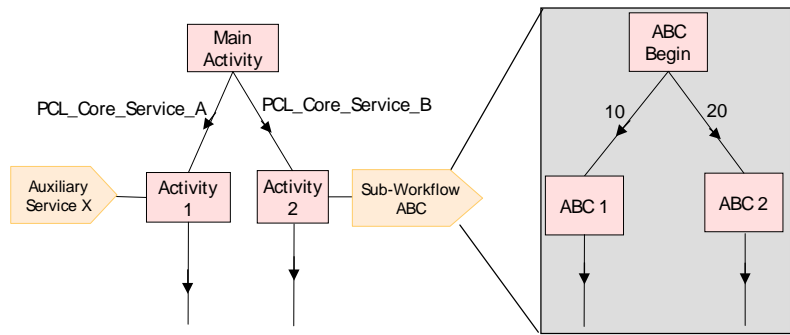 Main
Activity
ABC
Begin
PCL_Core_Service_A
PCL_Core_Service_B
10
20
Auxiliary
Service X
Activity
1
Activity
2
Sub-Workflow
ABC
ABC 1
ABC 2